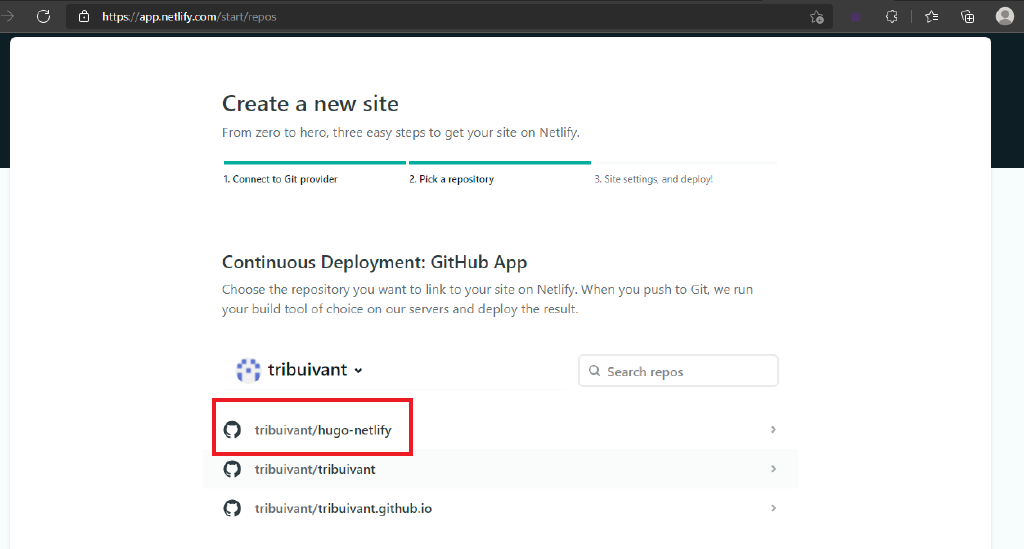 https://app.netlify.com/start/repos
Create a new site
From zero to hero, three easy steps to get your site on Netlify.
1. Connect to Git provider
2. Pick a repository
3. Site settings, and deploy!
Continuous Deployment: GitHub App
Choose the repository you want to link to your site on Netlify. When you push to Git, we run
your build tool of choice on our servers and deploy the result.
tribuivant
Search repos
tribuivant/hugo-netlify
tribuivant/tribuivant
tribuivant/tribuivant.github.io